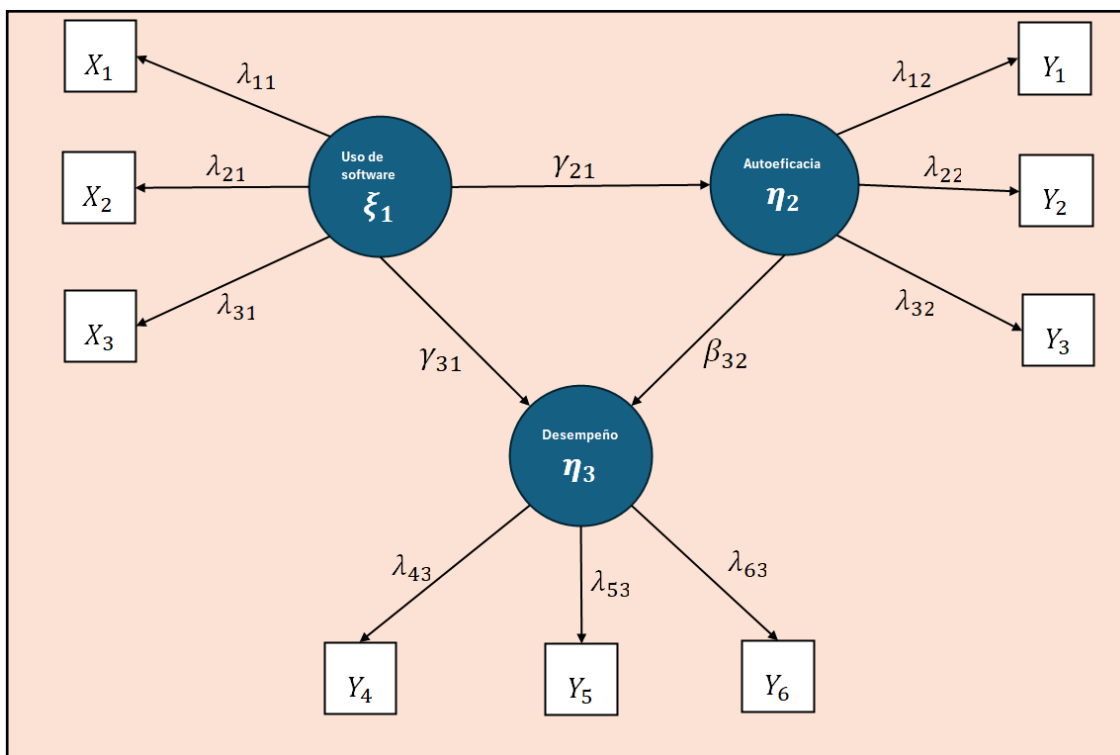 X₁
λ₁₁
λ₁₂
Y₁
Uso de
software
ξ₁
λ₂₁
X₂
γ₂₁
Autoeficacia
η₂
λ₂₂
Y₂
λ₃₁
X₃
λ₃₂
Y₃
γ₃₁
β₃₂
Desempeño
η₃
λ₄₃
λ₅₃
λ₆₃
Y₄
Y₅
Y₆